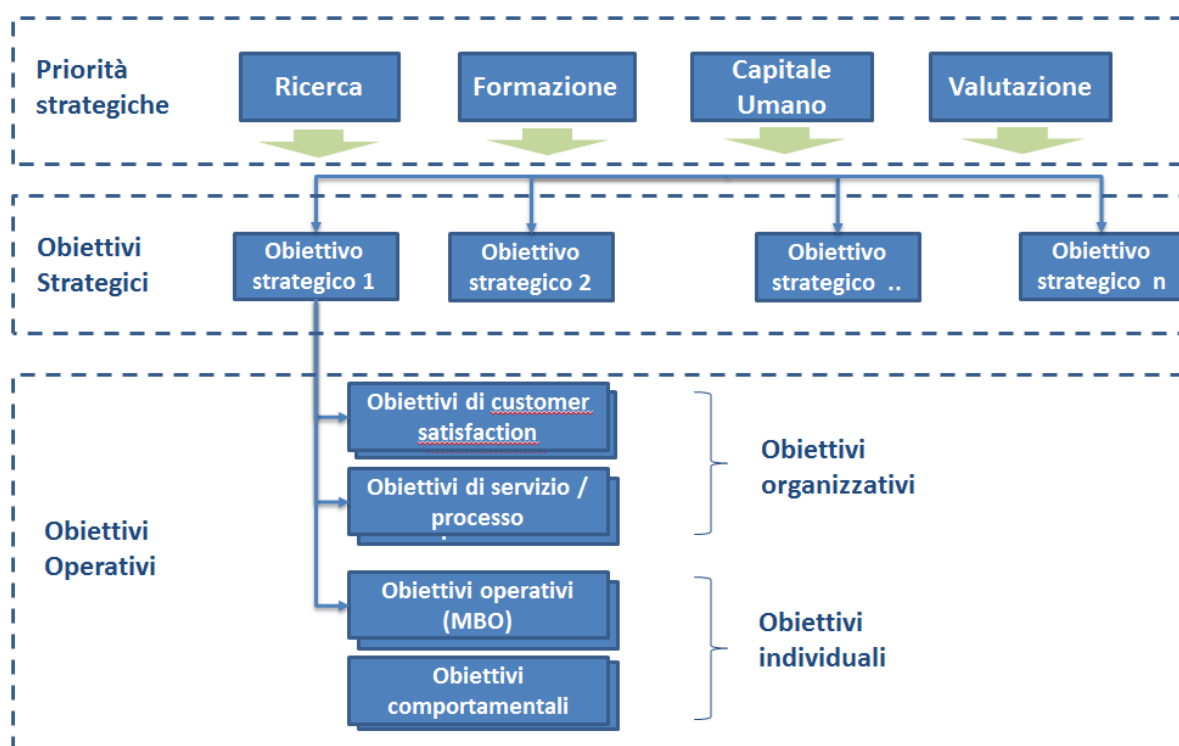 Priorità
strategiche
Ricerca
Formazione
Capitale
Umano
Valutazione
Obiettivi
Strategici
Obiettivo
strategico 1
Obiettivo
strategico 2
Obiettivo
strategico ..
Obiettivo
strategico n
Obiettivi
Operativi
Obiettivi di customer
satisfaction
Obiettivi di servizio /
processo
Obiettivi
organizzativi
Obiettivi operativi
(MBO)
Obiettivi
comportamentali
Obiettivi
individuali